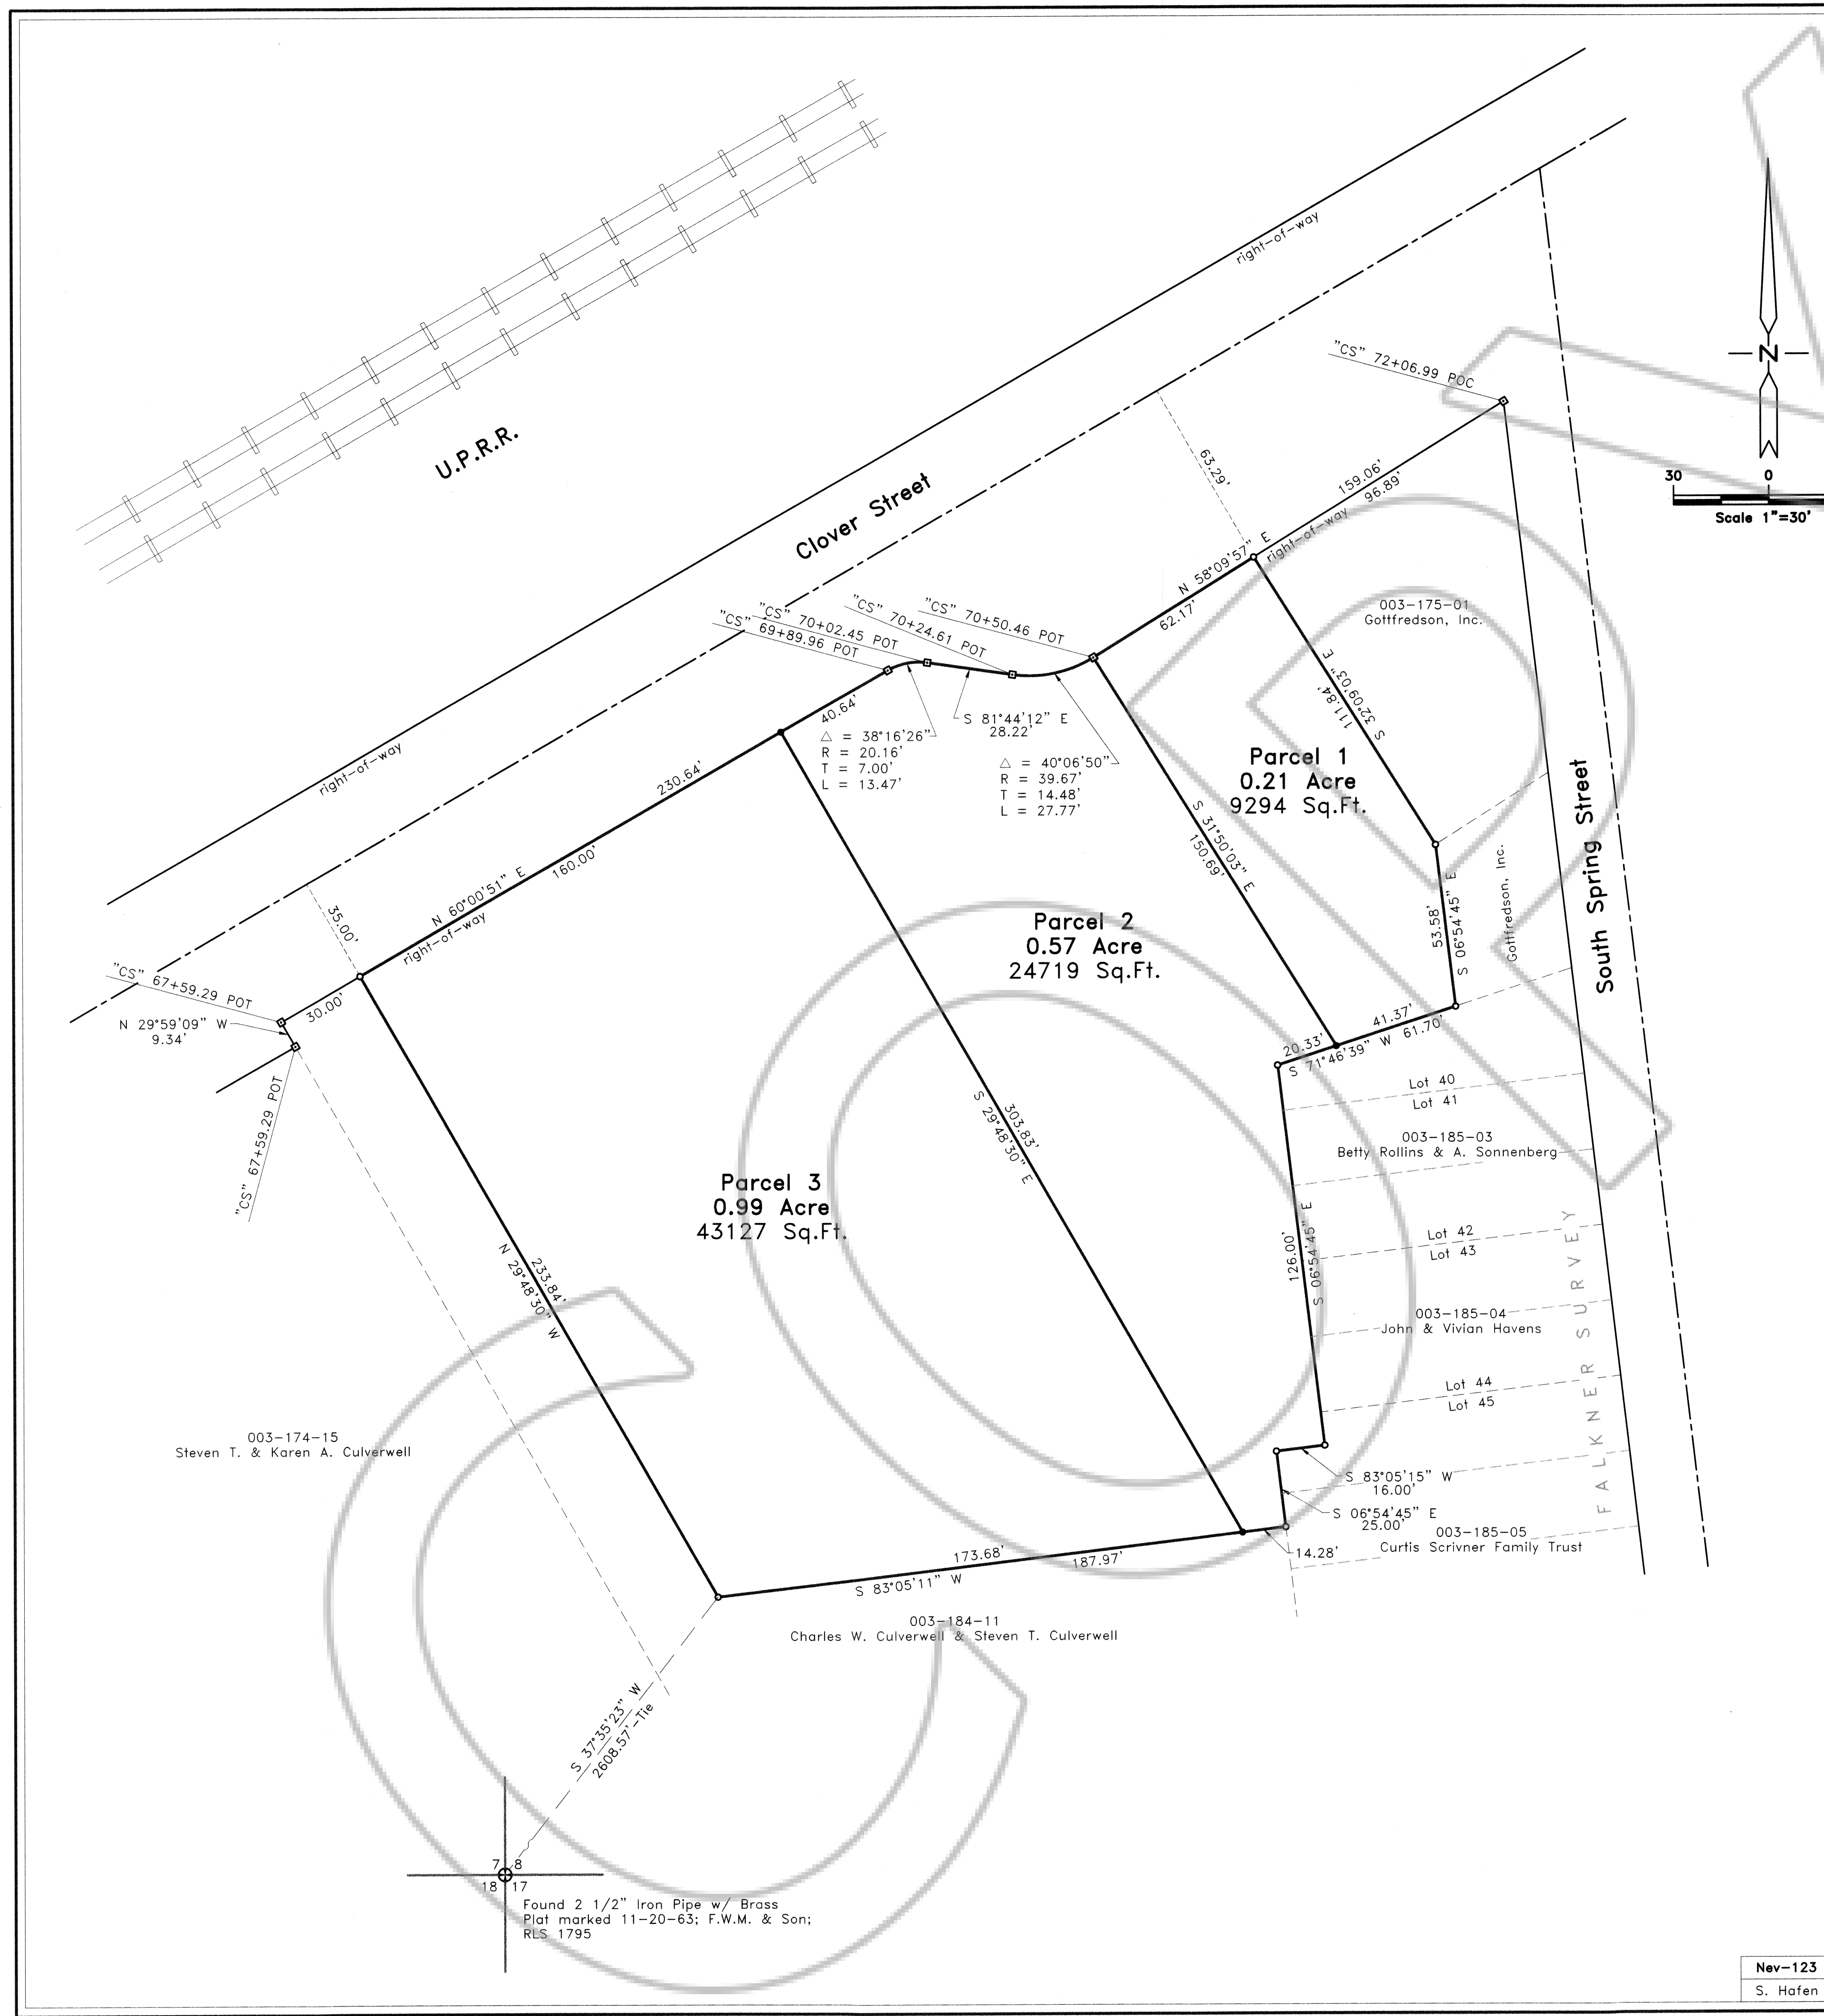 right-of-way
"CS" 72+06.99 POC
N
30 0
Scale 1"=30'
U.P.R.R.
63.29'
159.06'
96.89'
Clover Street
N 58°09'57" E
right-of-way
62.17'
"CS" 70+50.46 POT
"CS" 70+24.61 POT
"CS" 70+02.45 POT
"CS" 69+89.96 POT
003-175-01
Gottfredson, Inc.
S 32°09'03" E
111.84'
40.64'
S 81°44'12" E
28.22'
△ = 38°16'26"
R = 20.16'
T = 7.00'
L = 13.47'
△ = 40°06'50"
R = 39.67'
T = 14.48'
L = 27.77'
Parcel 1
0.21 Acre
9294 Sq.Ft.
right-of-way
230.64'
South Spring Street
S 31°50'03" E
150.69'
N 60°00'51" E
160.00'
right-of-way
35.00'
Gottfredson, Inc.
53.58'
S 06°54'45" E
Parcel 2
0.57 Acre
24719 Sq.Ft.
"CS" 67+59.29 POT
30.00'
N 29°59'09" W
9.34'
"CS" 67+59.29 POT
20.33'
41.37'
S 71°46'39" W 61.70'
Lot 40
Lot 41
303.83'
S 29°48'30" E
003-185-03
Betty Rollins & A. Sonnenberg
Parcel 3
0.99 Acre
43127 Sq.Ft.
126.00'
S 06°54'45" E
Lot 42
Lot 43
233.84'
N 29°48'30" W
003-185-04
John & Vivian Havens
FALKNER SURVEY
Lot 44
Lot 45
003-174-15
Steven T. & Karen A. Culverwell
S 83°05'15" W
16.00'
S 06°54'45" E
25.00'
003-185-05
Curtis Scrivner Family Trust
14.28'
173.68'
187.97'
S 83°05'11" W
003-184-11
Charles W. Culverwell & Steven T. Culverwell
S 37°35'23" W
2608.57'-Tie
7 8
18 17
Found 2 1/2" Iron Pipe w/ Brass
Plat marked 11-20-63; F.W.M. & Son;
RLS 1795
Nev-123
S. Hafen